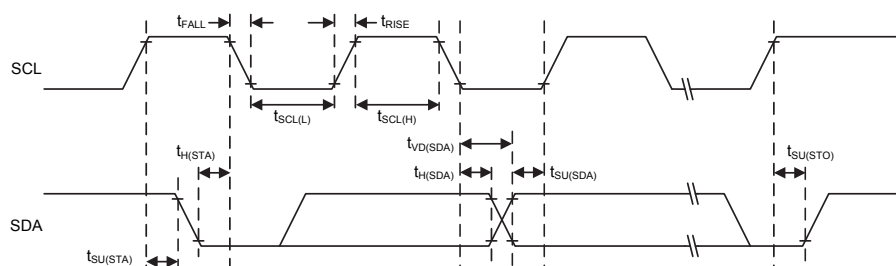 tFALL
tRISE
SCL
tSCL(L)
tSCL(H)
tVD(SDA)
tH(STA)
tH(SDA)
tSU(SDA)
tSU(STO)
SDA
tSU(STA)